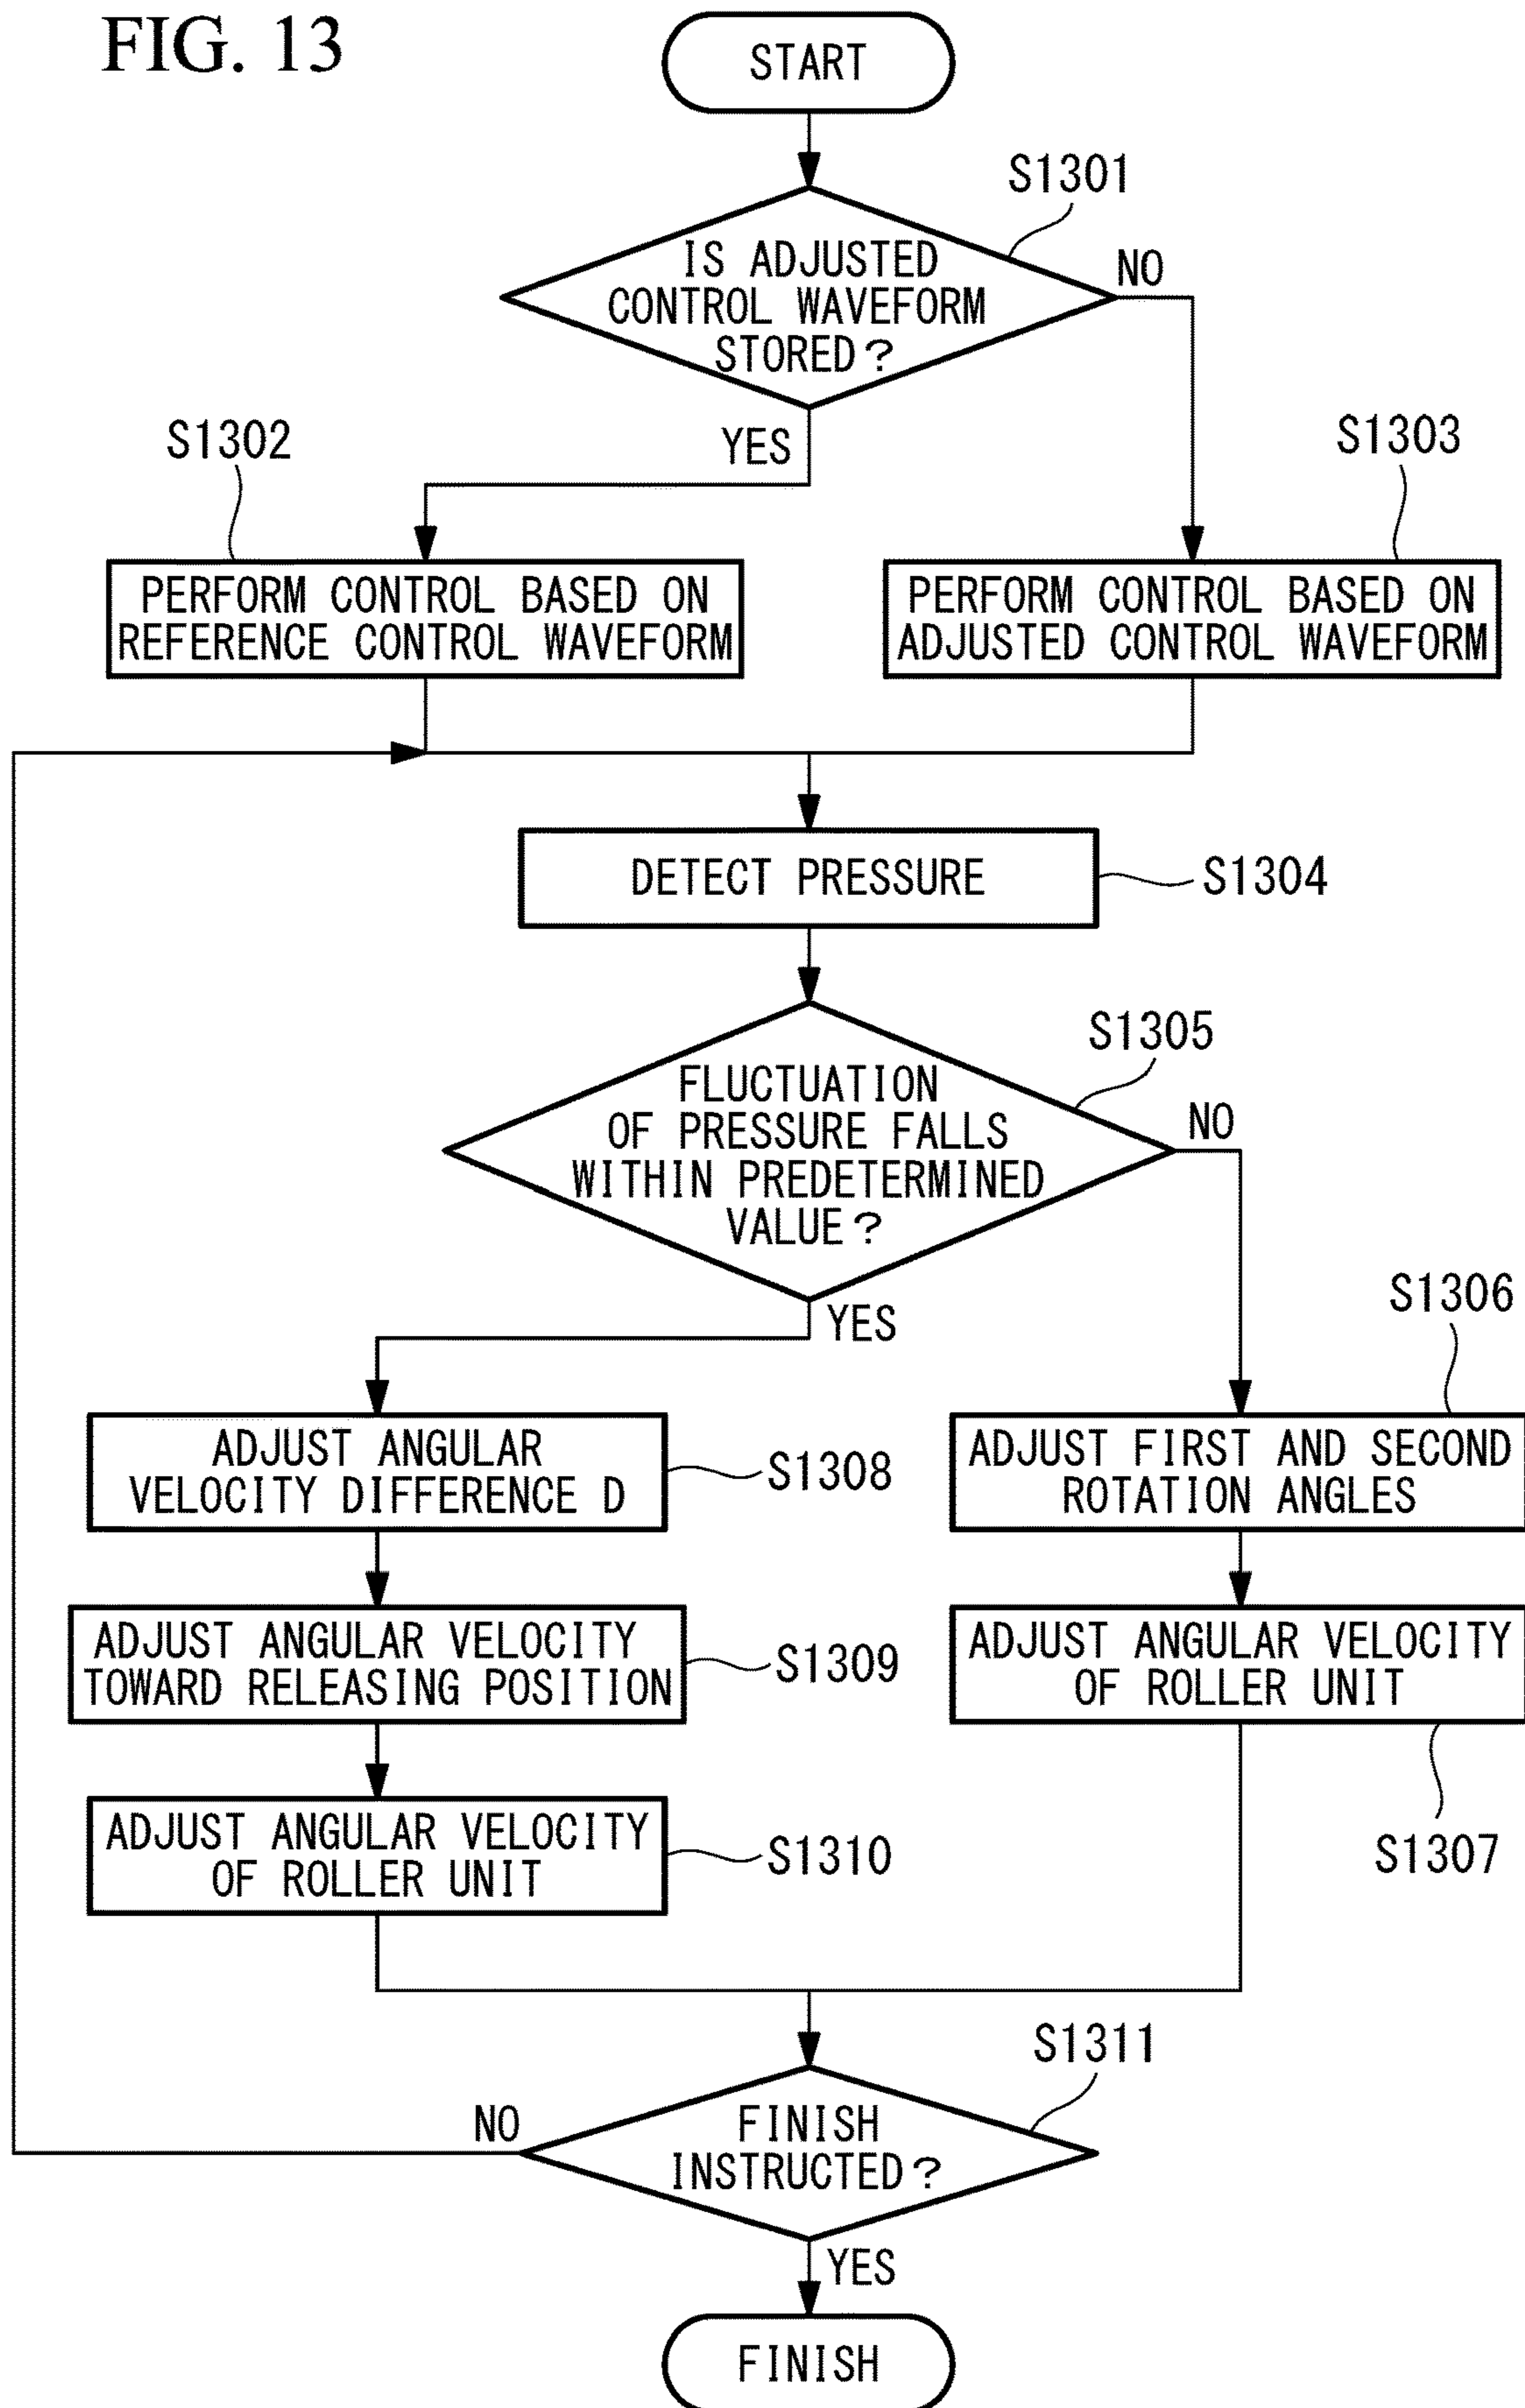 FIG. 13
START
S1301
IS ADJUSTED
CONTROL WAVEFORM
STORED?
NO
YES
S1302
S1303
PERFORM CONTROL BASED ON
REFERENCE CONTROL WAVEFORM
PERFORM CONTROL BASED ON
ADJUSTED CONTROL WAVEFORM
DETECT PRESSURE
S1304
S1305
FLUCTUATION
OF PRESSURE FALLS
WITHIN PREDETERMINED
VALUE?
NO
YES
S1306
ADJUST ANGULAR
VELOCITY DIFFERENCE D
S1308
ADJUST FIRST AND SECOND
ROTATION ANGLES
ADJUST ANGULAR VELOCITY
TOWARD RELEASING POSITION
S1309
ADJUST ANGULAR VELOCITY
OF ROLLER UNIT
S1307
ADJUST ANGULAR VELOCITY
OF ROLLER UNIT
S1310
S1311
FINISH
INSTRUCTED?
NO
YES
FINISH